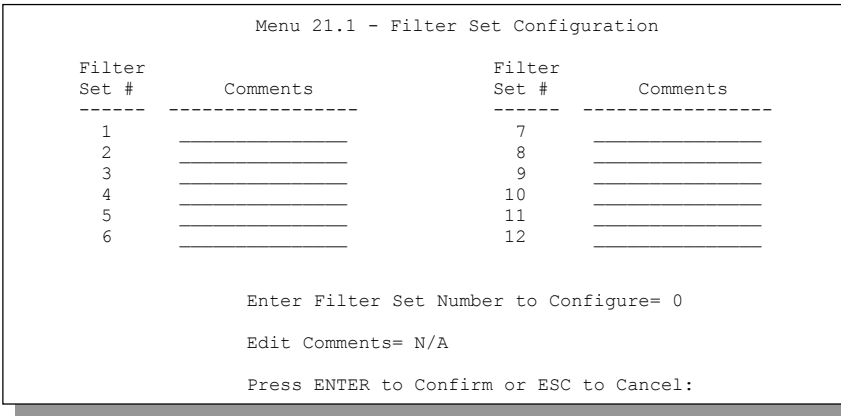 Menu 21.1 - Filter Set Configuration
Filter Filter
Set # Comments Set # Comments
------ ----------------- ------ -----------------
1 _______________ 7 _______________
2 _______________ 8 _______________
3 _______________ 9 _______________
4 _______________ 10 _______________
5 _______________ 11 _______________
6 _______________ 12 _______________
Enter Filter Set Number to Configure= 0
Edit Comments= N/A
Press ENTER to Confirm or ESC to Cancel: